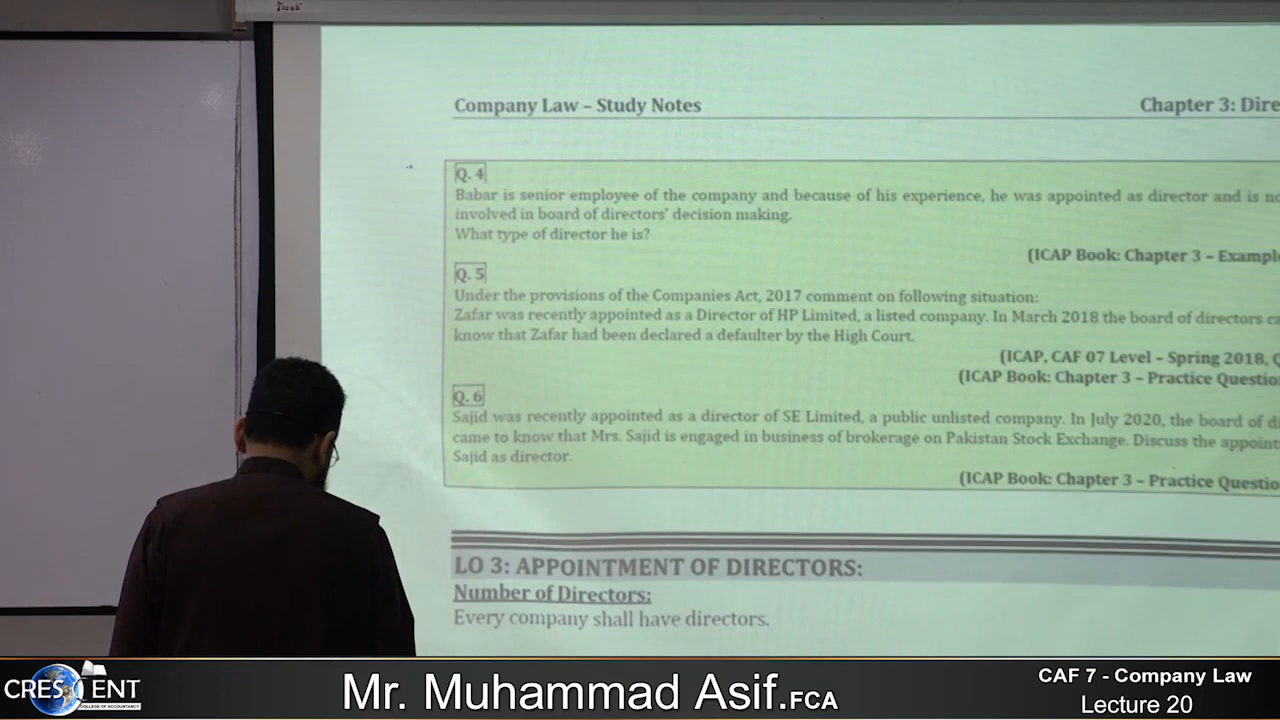 Company Law – Study Notes
Chapter 3: Dire
Q. 4
Babar is senior employee of the company and because of his experience, he was appointed as director and is no
involved in board of directors' decision making.
What type of director he is?
(ICAP Book: Chapter 3 – Example
Q. 5
Under the provisions of the Companies Act, 2017 comment on following situation:
Zafar was recently appointed as a Director of HP Limited, a listed company. In March 2018 the board of directors ca
know that Zafar had been declared a defaulter by the High Court.
(ICAP, CAF 07 Level – Spring 2018, Q
(ICAP Book: Chapter 3 – Practice Questio
Q. 6
Sajid was recently appointed as a director of SE Limited, a public unlisted company. In July 2020, the board of di
came to know that Mrs. Sajid is engaged in business of brokerage on Pakistan Stock Exchange. Discuss the appoint
Sajid as director.
(ICAP Book: Chapter 3 – Practice Questio
LO 3: APPOINTMENT OF DIRECTORS:
Number of Directors:
Every company shall have directors.
CRESCENT
COLLEGE OF ACCOUNTANCY
Mr. Muhammad Asif.FCA
CAF 7 - Company Law
Lecture 20